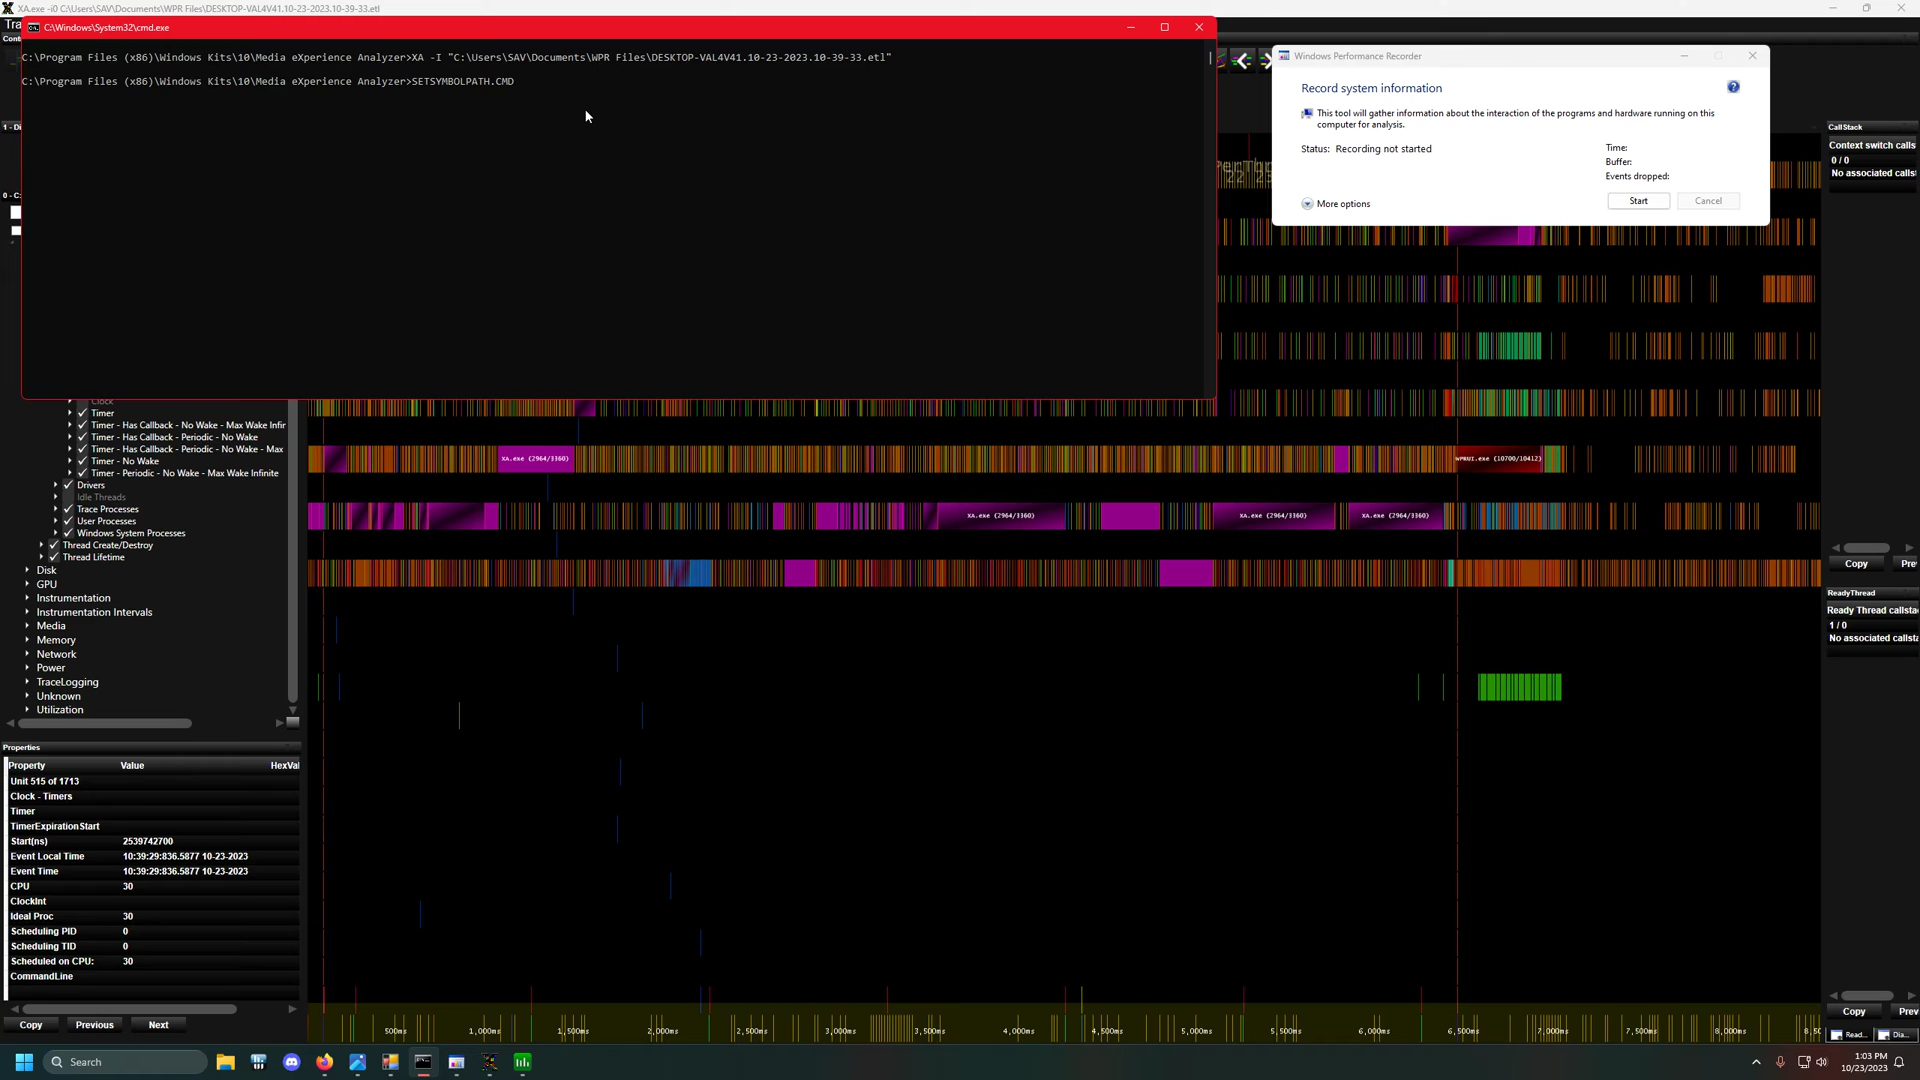 XA.exe -i0 C:\Users\SAV\Documents\WPR Files\DESKTOP-VAL4V41.10-23-2023.10-39-33.etl
C:\Windows\System32\cmd.exe
C:\Program Files (x86)\Windows Kits\10\Media eXperience Analyzer>XA -I "C:\Users\SAV\Documents\WPR Files\DESKTOP-VAL4V41.10-23-2023.10-39-33.etl"
C:\Program Files (x86)\Windows Kits\10\Media eXperience Analyzer>SETSYMBOLPATH.CMD
Windows Performance Recorder
Record system information
This tool will gather information about the interaction of the programs and hardware running on this
computer for analysis.
Status: Recording not started
Time:
Buffer:
Events dropped:
More options
Start
Cancel
CallStack
Context switch calls
0 / 0
No associated callst
Copy
Pre
ReadyThread
Ready Thread callsta
1 / 0
No associated callsta
Copy
Prev
Read...
Dia...
Clock
Timer
Timer - Has Callback - No Wake - Max Wake Infir
Timer - Has Callback - Periodic - No Wake
Timer - Has Callback - Periodic - No Wake - Max
Timer - No Wake
Timer - Periodic - No Wake - Max Wake Infinite
Drivers
Idle Threads
Trace Processes
User Processes
Windows System Processes
Thread Create/Destroy
Thread Lifetime
Disk
GPU
Instrumentation
Instrumentation Intervals
Media
Memory
Network
Power
TraceLogging
Unknown
Utilization
XA.exe (2964/3360)
WPRUI.exe (10700/10412)
XA.exe (2964/3360)
XA.exe (2964/3360)
XA.exe (2964/3360)
Properties
Property Value HexVal
Unit 515 of 1713
Clock - Timers
Timer
TimerExpirationStart
Start(ns) 2539742700
Event Local Time 10:39:29:836.5877 10-23-2023
Event Time 10:39:29:836.5877 10-23-2023
CPU 30
ClockInt
Ideal Proc 30
Scheduling PID 0
Scheduling TID 0
Scheduled on CPU: 30
CommandLine
Copy
Previous
Next
500ms 1,000ms 1,500ms 2,000ms 2,500ms 3,000ms 3,500ms 4,000ms 4,500ms 5,000ms 5,500ms 6,000ms 6,500ms 7,000ms 7,500ms 8,000ms 8,5
Search
1:03 PM
10/23/2023